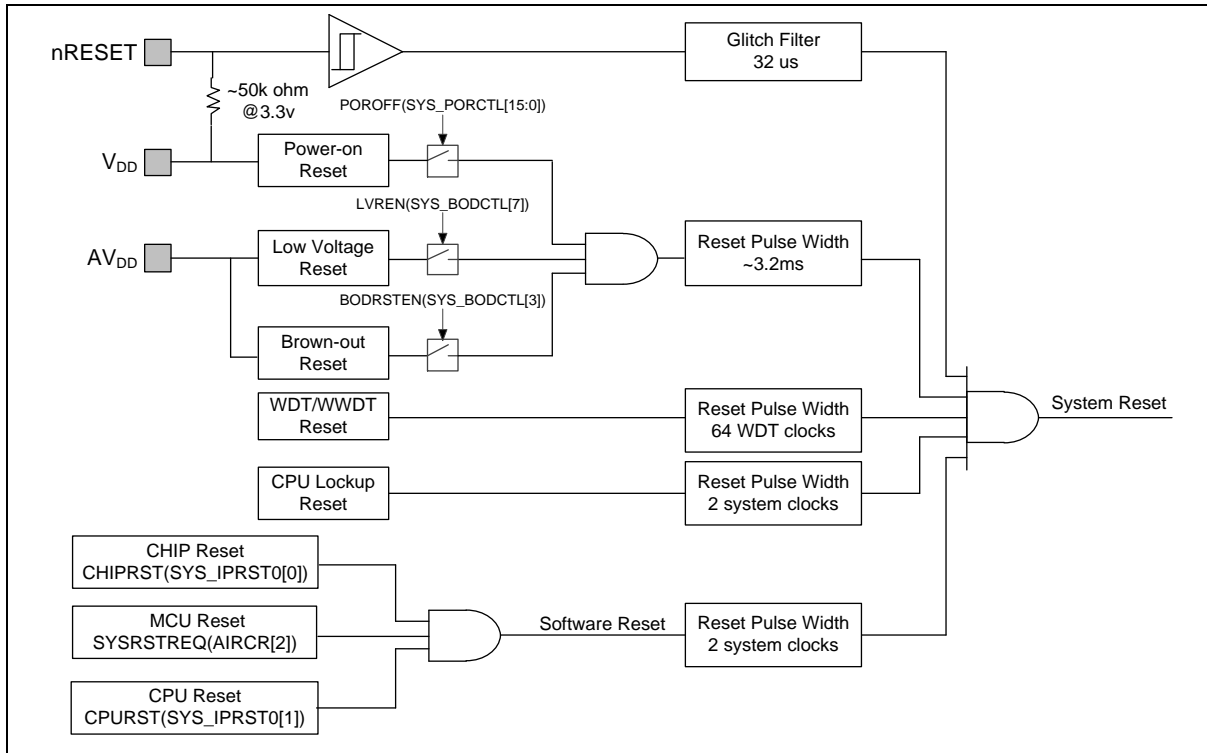 nRESET
~50k ohm
@3.3v
Glitch Filter
32 us
POROFF(SYS_PORCTL[15:0])
VDD
Power-on
Reset
LVREN(SYS_BODCTL[7])
AVDD
Low Voltage
Reset
Reset Pulse Width
~3.2ms
BODRSTEN(SYS_BODCTL[3])
Brown-out
Reset
WDT/WWDT
Reset
Reset Pulse Width
64 WDT clocks
System Reset
CPU Lockup
Reset
Reset Pulse Width
2 system clocks
CHIP Reset
CHIPRST(SYS_IPRST0[0])
MCU Reset
SYSRSTREQ(AIRCR[2])
Software Reset
Reset Pulse Width
2 system clocks
CPU Reset
CPURST(SYS_IPRST0[1])